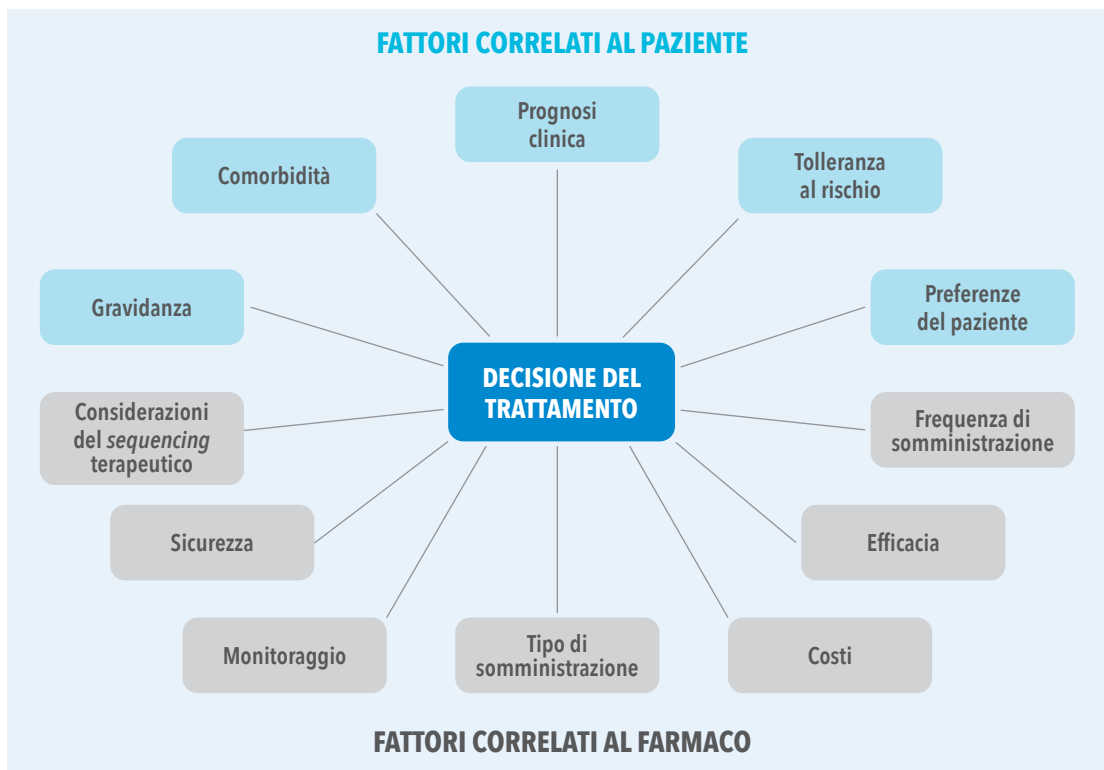 FATTORI CORRELATI AL PAZIENTE
Prognosi
clinica
Comorbidità
Tolleranza
al rischio
Gravidanza
Preferenze
del paziente
DECISIONE DEL
TRATTAMENTO
Considerazioni
del sequencing
terapeutico
Frequenza di
somministrazione
Sicurezza
Efficacia
Monitoraggio
Tipo di
somministrazione
Costi
FATTORI CORRELATI AL FARMACO